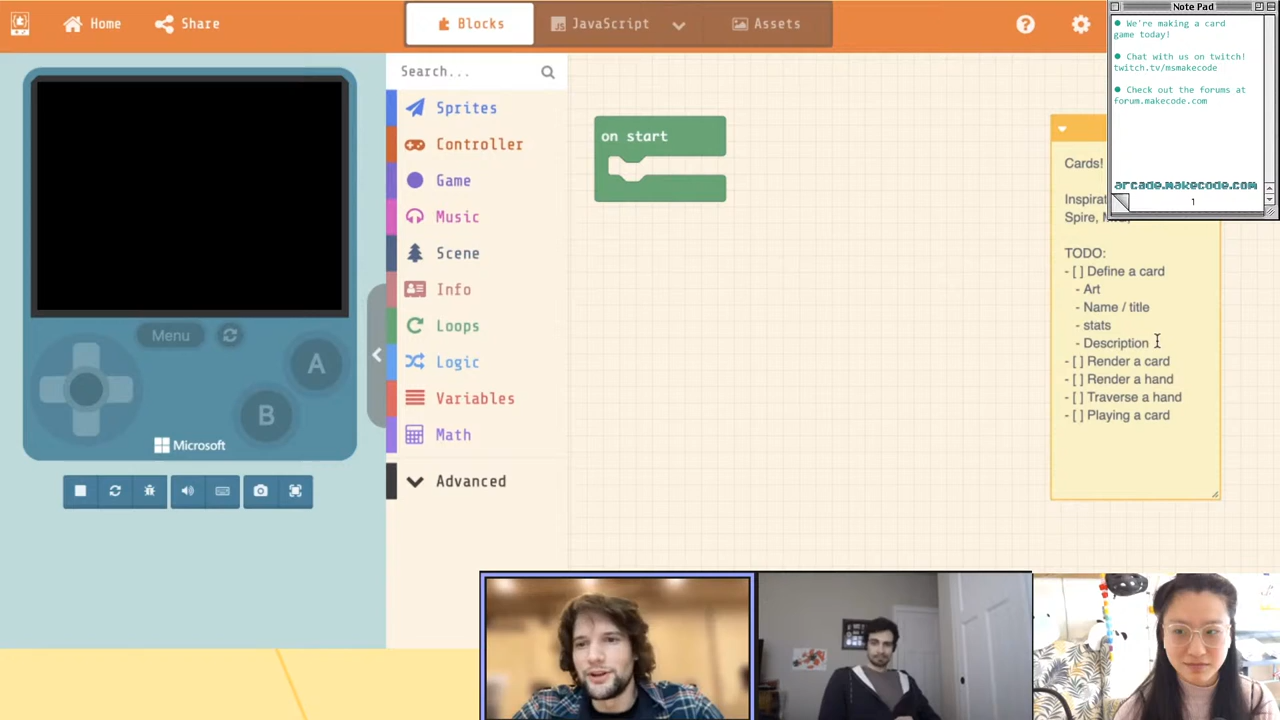 Home
Share
Blocks
JavaScript
Assets
Note Pad
We're making a card
game today!
Chat with us on twitch!
twitch.tv/msmakecode
Check out the forums at
forum.makecode.com
arcade.makecode.com
1
Search...
Sprites
Controller
Game
Music
Scene
Info
Loops
Logic
Variables
Math
Advanced
on start
Cards!
Spire,
TODO:
- [ ] Define a card
- Art
- Name / title
- stats
- Description
- [ ] Render a card
- [ ] Render a hand
- [ ] Traverse a hand
- [ ] Playing a card
Menu
A
B
Microsoft